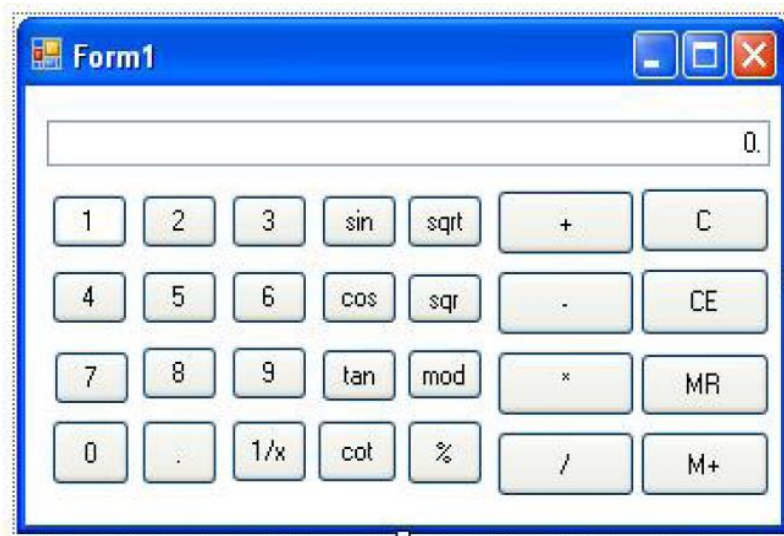 Form1
0.
1 2 3 sin sqrt + C
4 5 6 cos sqr - CE
7 8 9 tan mod * MR
0 . 1/x cot % / M+